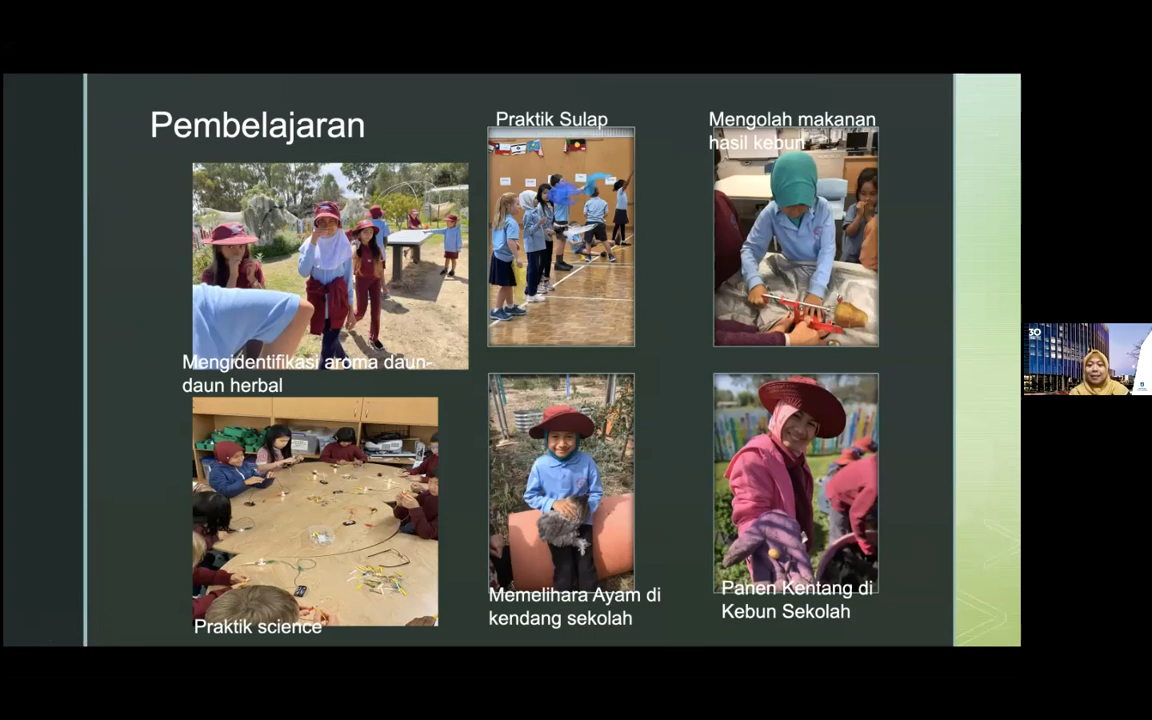 Pembelajaran
Praktik Sulap
Mengolah makanan
hasil kebun
Mengidentifikasi aroma daun-
daun herbal
Praktik science
Memelihara Ayam di
kendang sekolah
Panen Kentang di
Kebun Sekolah
30